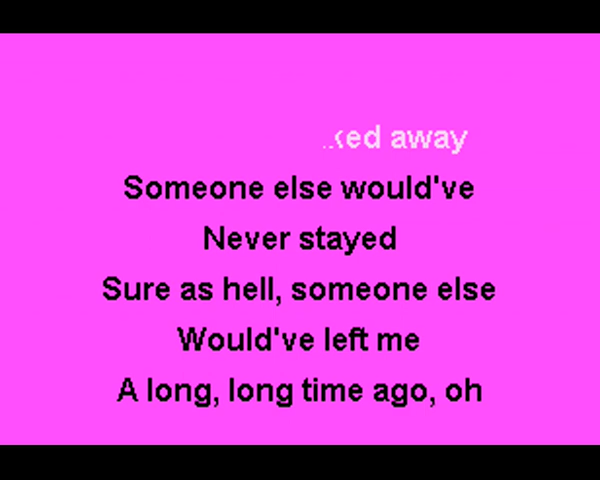 away
Someone else would've
Never stayed
Sure as hell, someone else
Would've left me
A long, long time ago, oh